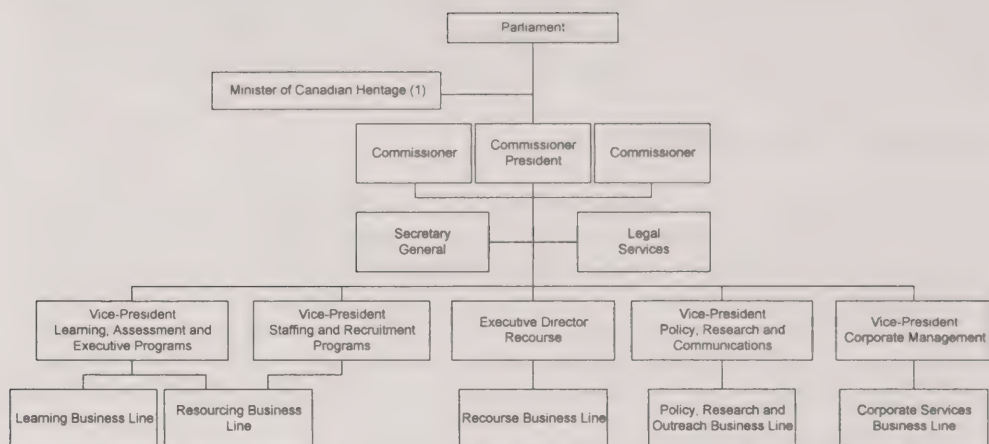 Parliament
Minister of Canadian Hentage (1)
Commissioner
Commissioner
President
Commissioner
Secretary
General
Legal
Services
Vice-President
Learning, Assessment and
Executive Programs
Vice-President
Staffing and Recruitment
Programs
Executive Director
Recourse
Vice-President
Policy, Research and
Communications
Vice-President
Corporate Management
Learning Business Line
Resourcing Business
Line
Recourse Business Line
Policy, Research and
Outreach Business Line
Corporate Services
Business Line